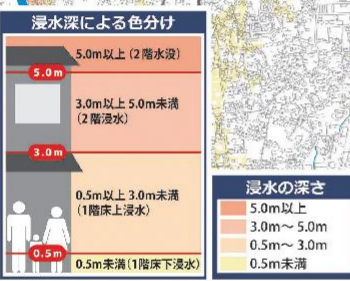 浸水深による色分け
5.0m以上(2階水没)
5.0m
3.0m以上 5.0m未満
(2階浸水)
3.0m
0.5m以上 3.0m未満
(1階床上浸水)
0.5m
0.5m未満(1階床下浸水)
浸水の深さ
5.0m以上
3.0m～5.0m
0.5m～3.0m
0.5m未満